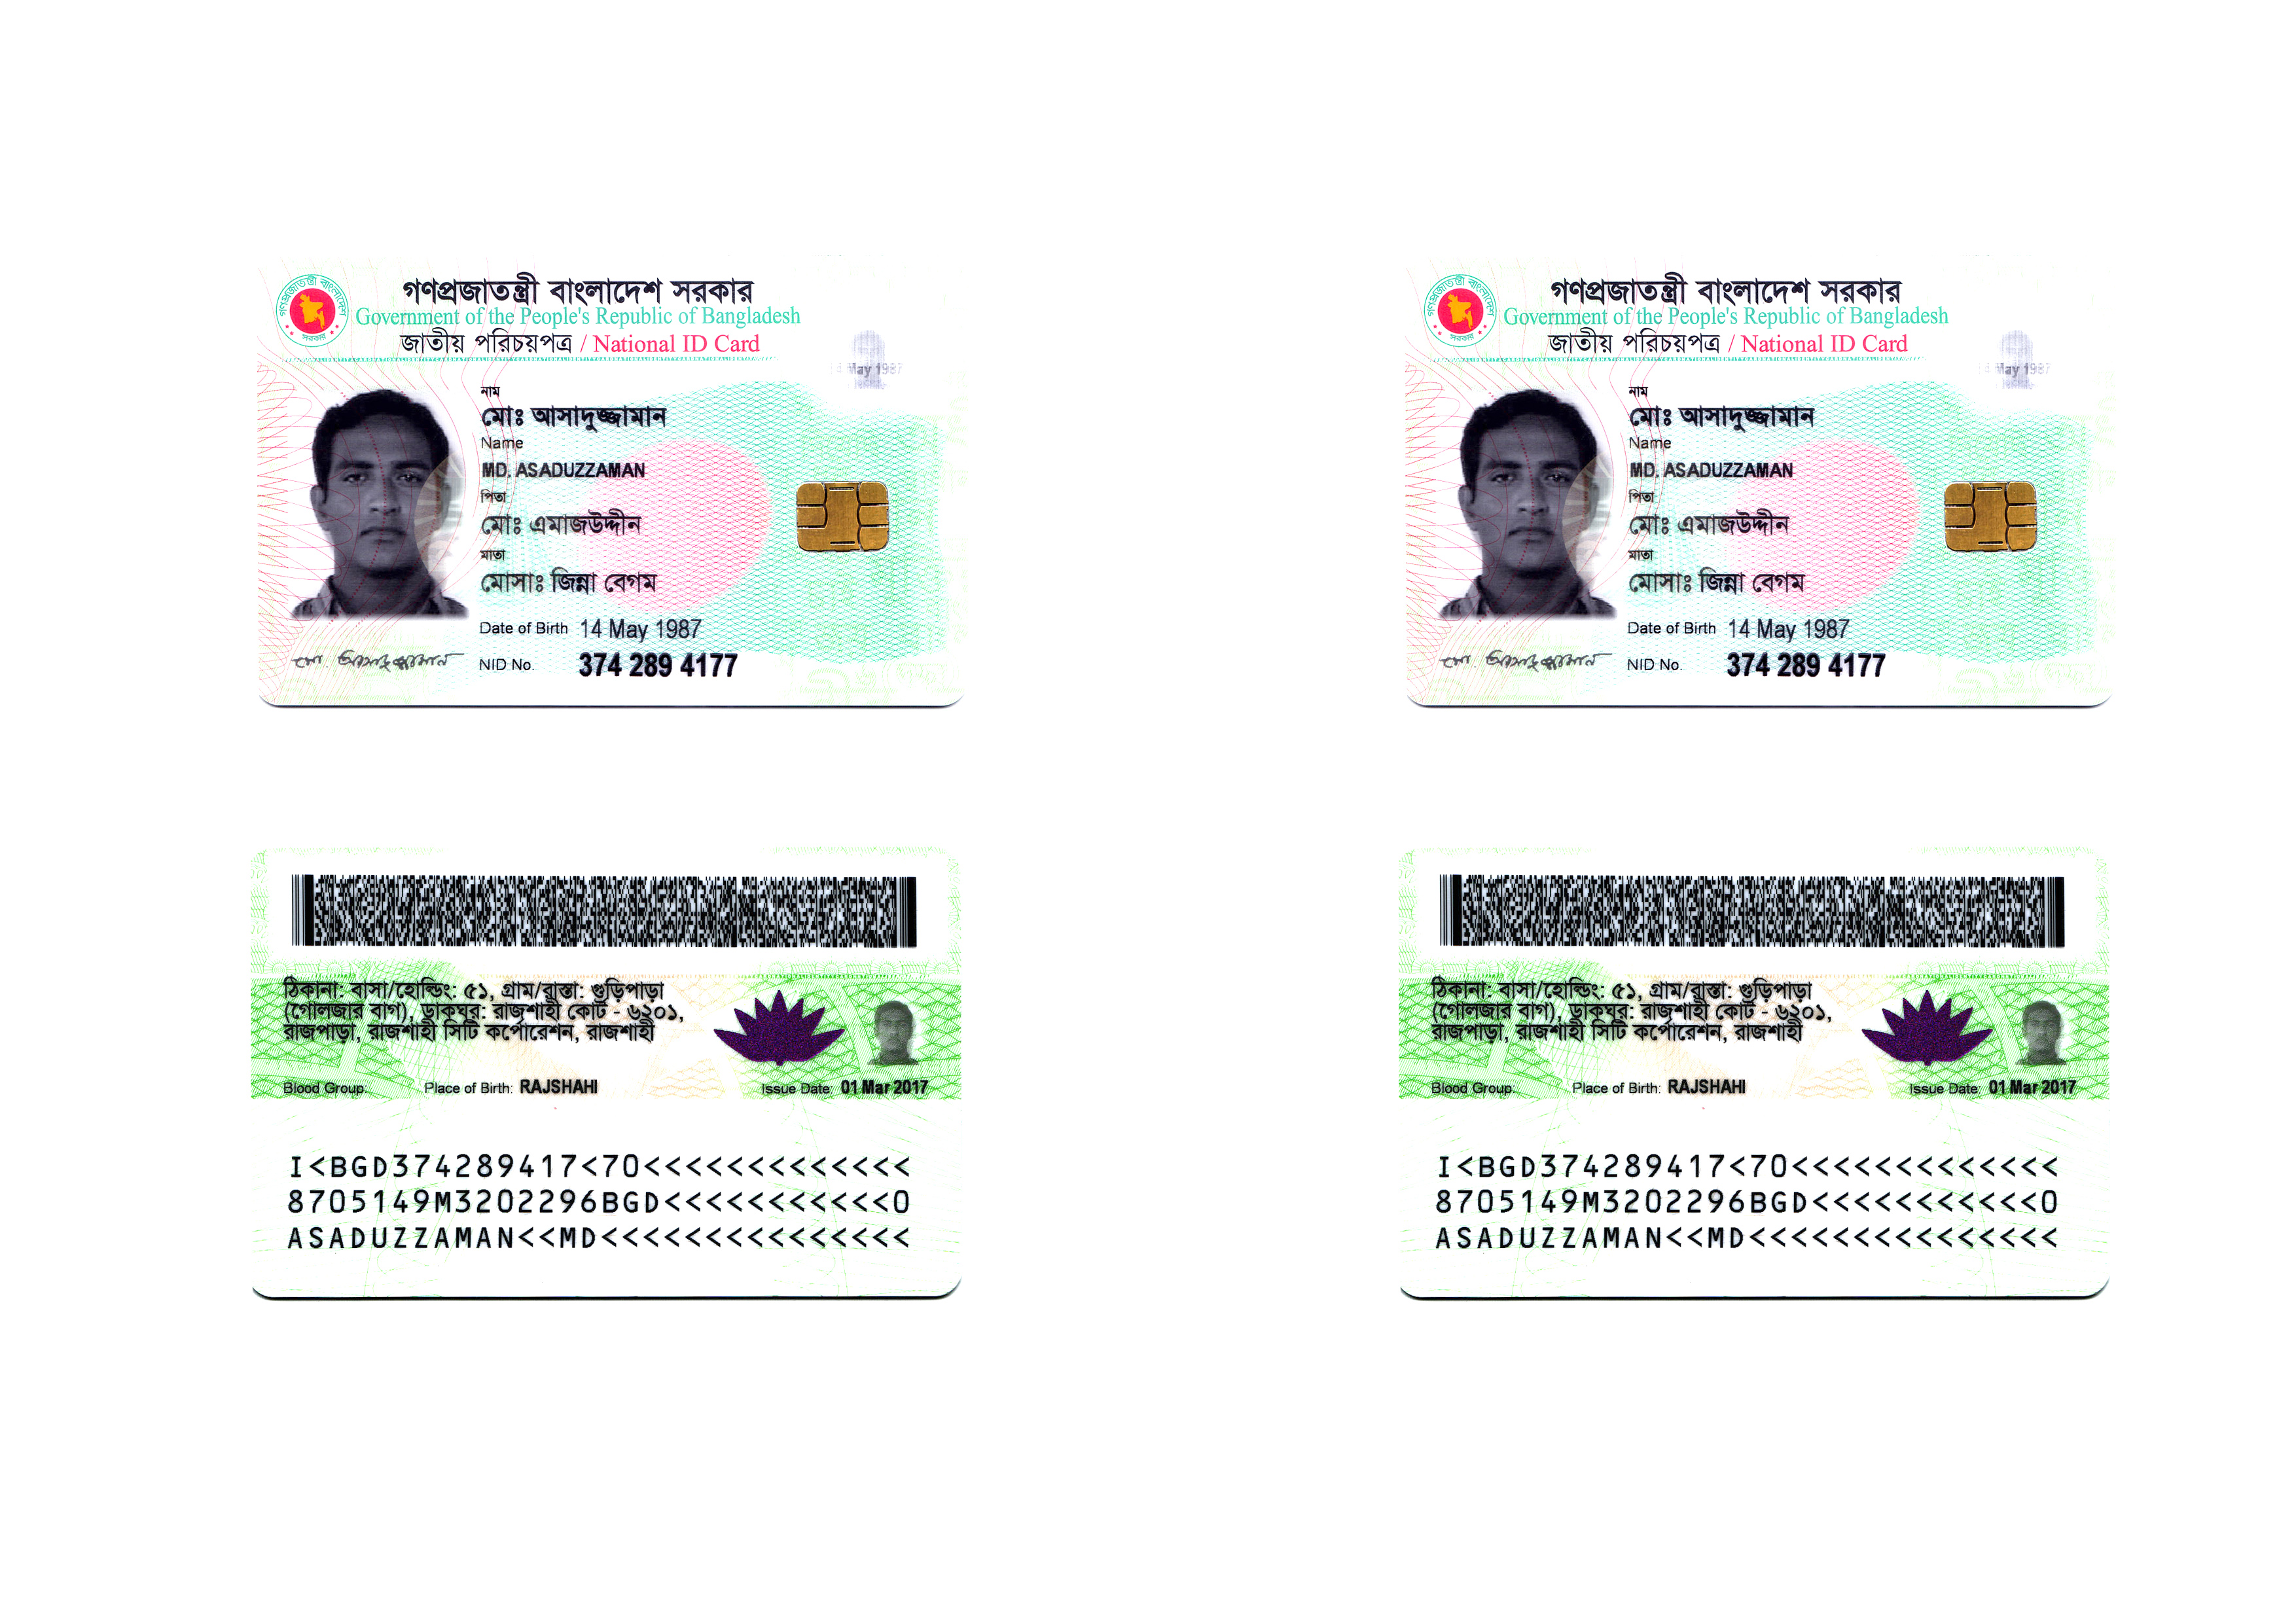 গণপ্রজাতন্ত্রী বাংলাদেশ সরকার
Government of the People's Republic of Bangladesh
জাতীয় পরিচয়পত্র / National ID Card
May 1987
নাম
মোঃ আসাদুজ্জামান
Name
MD. ASADUZZAMAN
পিতা
মোঃ এমাজউদ্দীন
মাতা
মোসাঃ জিন্না বেগম
Date of Birth 14 May 1987
NID No. 374 289 4177
গণপ্রজাতন্ত্রী বাংলাদেশ সরকার
Government of the People's Republic of Bangladesh
জাতীয় পরিচয়পত্র / National ID Card
May 1987
নাম
মোঃ আসাদুজ্জামান
Name
MD. ASADUZZAMAN
পিতা
মোঃ এমাজউদ্দীন
মাতা
মোসাঃ জিন্না বেগম
Date of Birth 14 May 1987
NID No. 374 289 4177
ঠিকানা: বাসা/হোল্ডিং: ৫১, গ্রাম/রাস্তা: গুড়িপাড়া
(গোলজার বাগ), ডাকঘর: রাজশাহী কোর্ট - ৬২০১,
রাজপাড়া, রাজশাহী সিটি কর্পোরেশন, রাজশাহী
Blood Group: Place of Birth: RAJSHAHI Issue Date: 01 Mar 2017
I<BGD374289417<70<<<<<<<<<<<<<
8705149M3202296BGD<<<<<<<<<<<0
ASADUZZAMAN<<MD<<<<<<<<<<<<<<<
ঠিকানা: বাসা/হোল্ডিং: ৫১, গ্রাম/রাস্তা: গুড়িপাড়া
(গোলজার বাগ), ডাকঘর: রাজশাহী কোর্ট - ৬২০১,
রাজপাড়া, রাজশাহী সিটি কর্পোরেশন, রাজশাহী
Blood Group: Place of Birth: RAJSHAHI Issue Date: 01 Mar 2017
I<BGD374289417<70<<<<<<<<<<<<<
8705149M3202296BGD<<<<<<<<<<<0
ASADUZZAMAN<<MD<<<<<<<<<<<<<<<